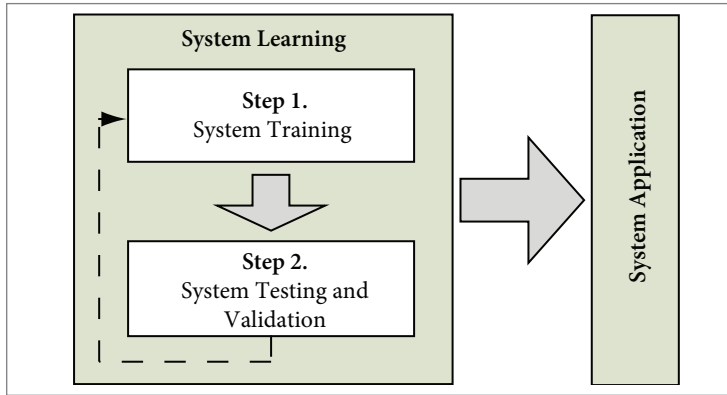 System Learning
Step 1.
System Training
Step 2.
System Testing and
Validation
System Application